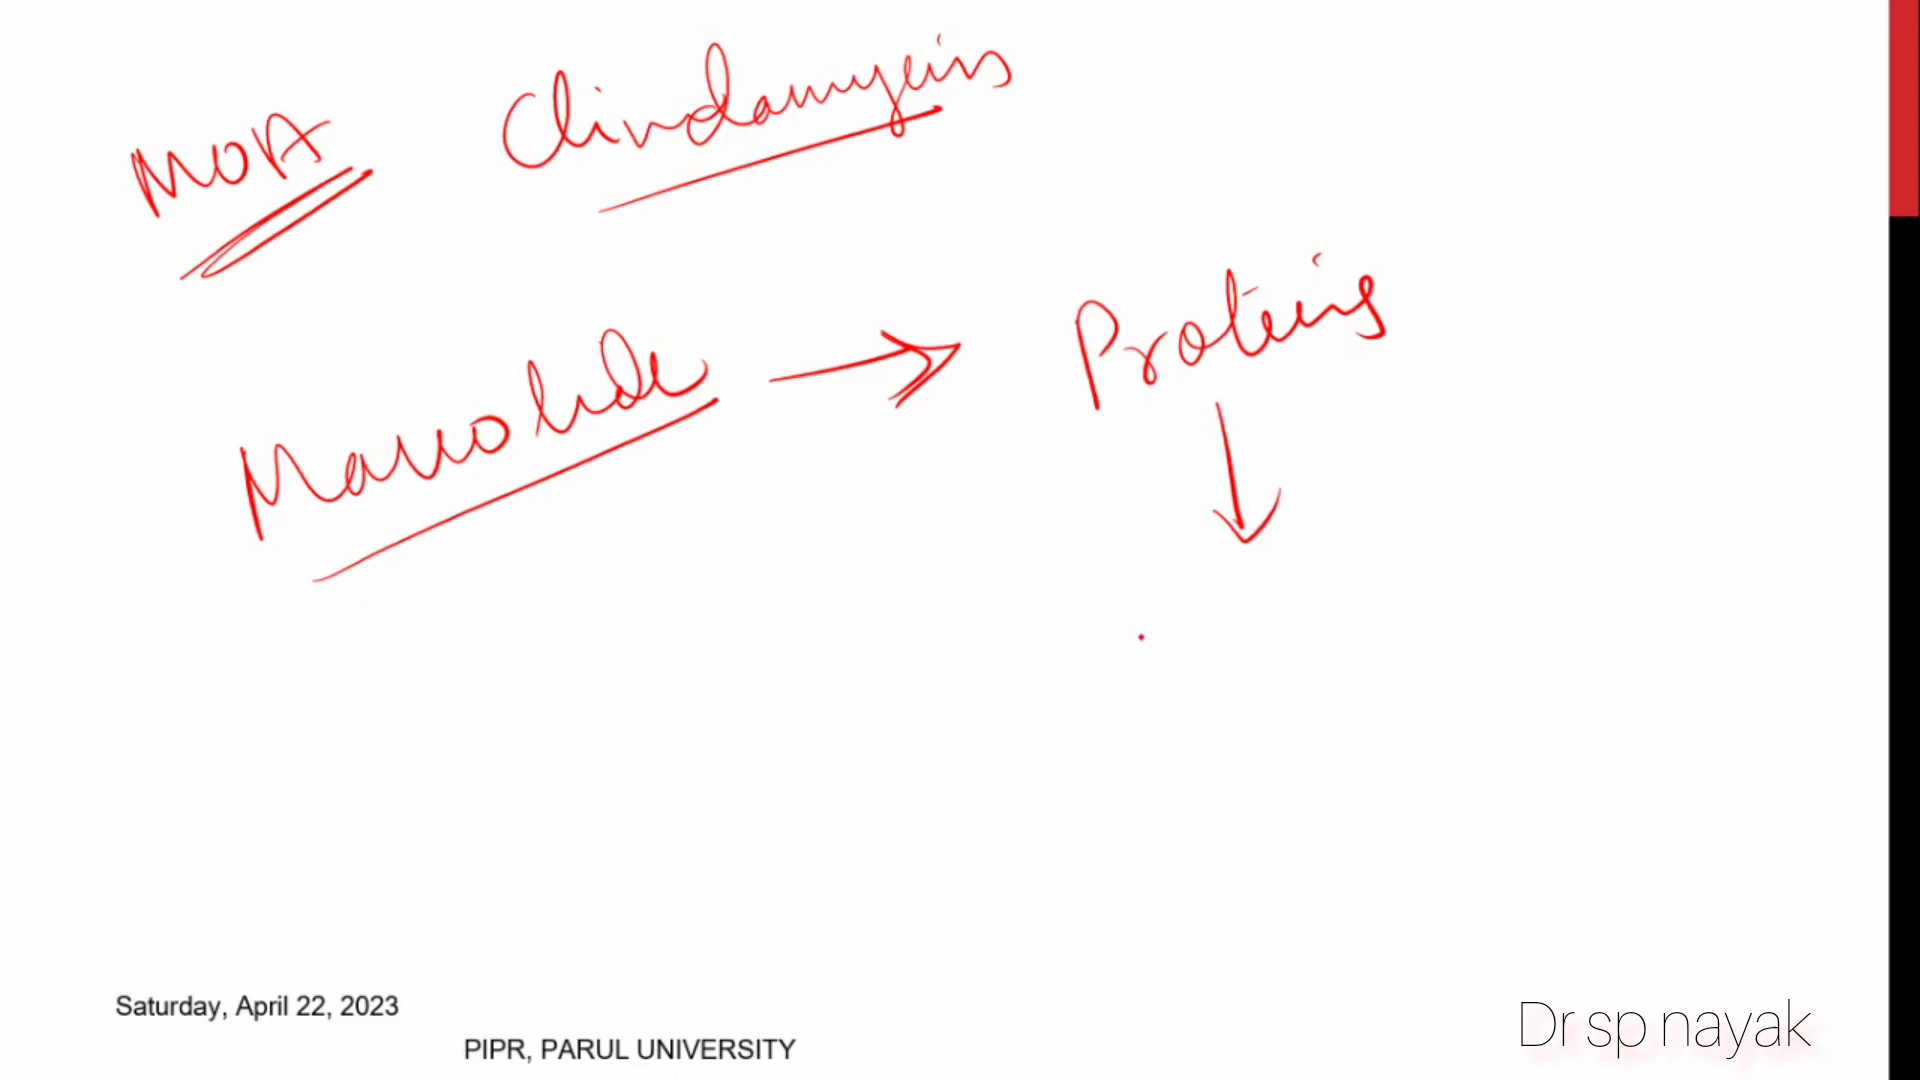 MOA Clindamycin
Macrolide → Proteins
↓
Saturday, April 22, 2023
PIPR, PARUL UNIVERSITY
Dr sp nayak